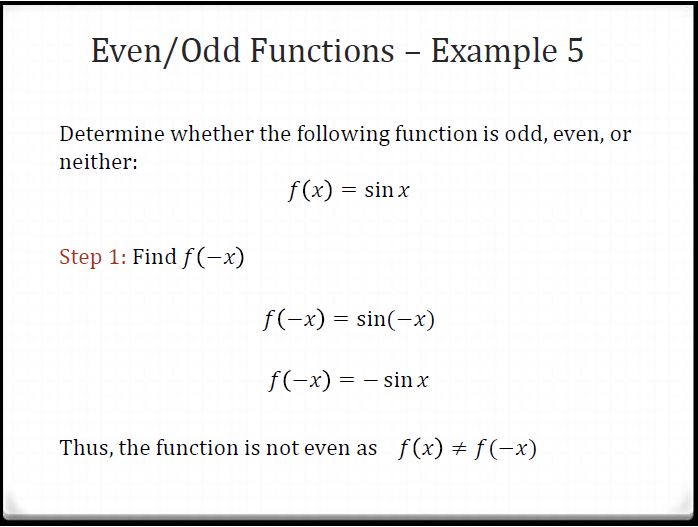 Even/Odd Functions – Example 5
Determine whether the following function is odd, even, or
neither:
f(x) = sin x
Step 1: Find f(−x)
f(−x) = sin(−x)
f(−x) = − sin x
Thus, the function is not even as f(x) ≠ f(−x)